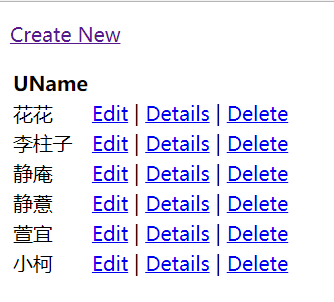 Create New
UName
花花 Edit | Details | Delete
李柱子 Edit | Details | Delete
静庵 Edit | Details | Delete
静薏 Edit | Details | Delete
萱宜 Edit | Details | Delete
小柯 Edit | Details | Delete